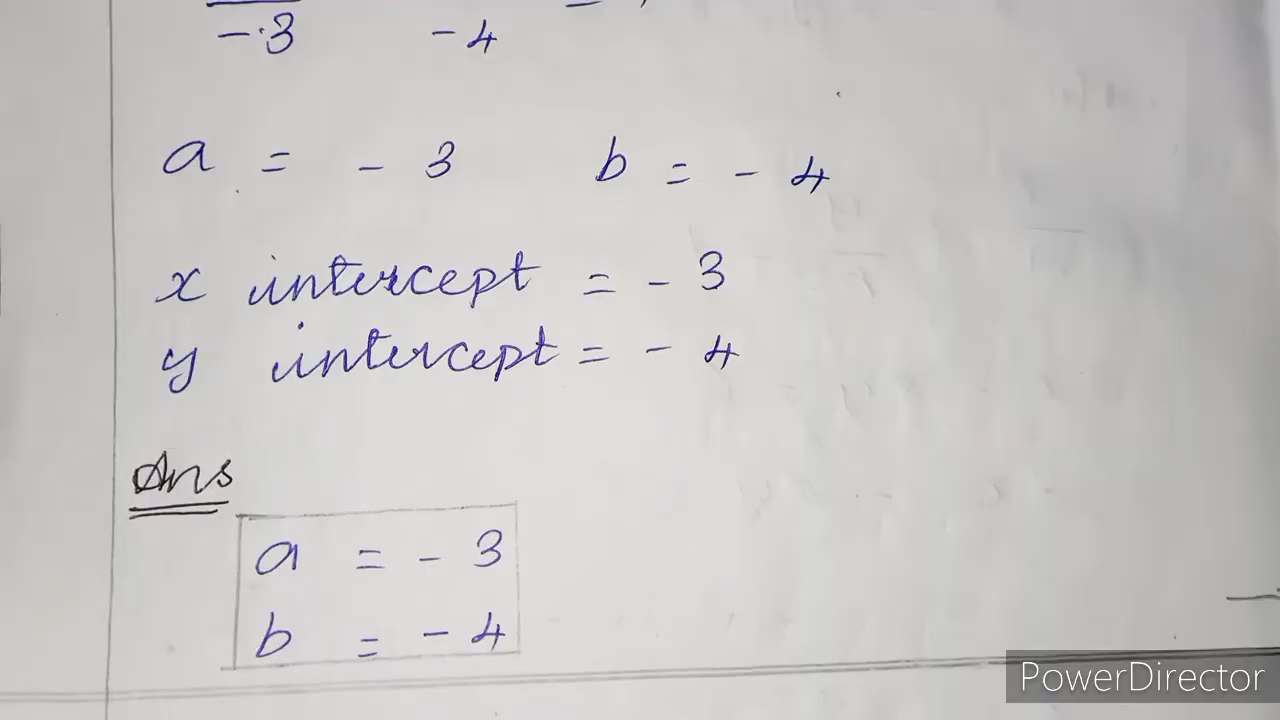 -3 -4 =
a = - 3 b = - 4
x intercept = - 3
y intercept = - 4
Ans
a = - 3
b = - 4
PowerDirector